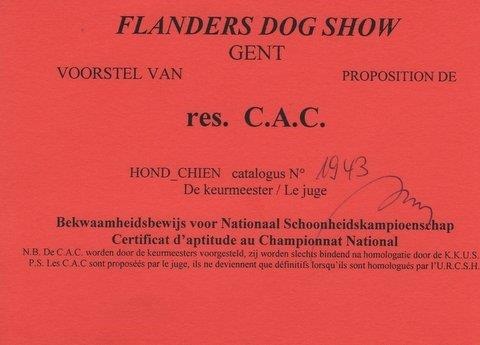 FLANDERS DOG SHOW
GENT
VOORSTEL VAN PROPOSITION DE
res. C.A.C.
HOND_CHIEN catalogus N° 1943
De keurmeester / Le juge
Bekwaamheidsbewijs voor Nationaal Schoonheidskampioenschap
Certificat d'aptitude au Championnat National
N.B. De C.A.C. worden door de keurmeesters voorgesteld, zij worden slechts bindend na homologatie door de K.K.U.S.
P.S. Les C.A.C sont proposéés par le juge, ils ne deviennent que définitifs lorsqu'ils sont homologués par l'U.R.C.S.H.